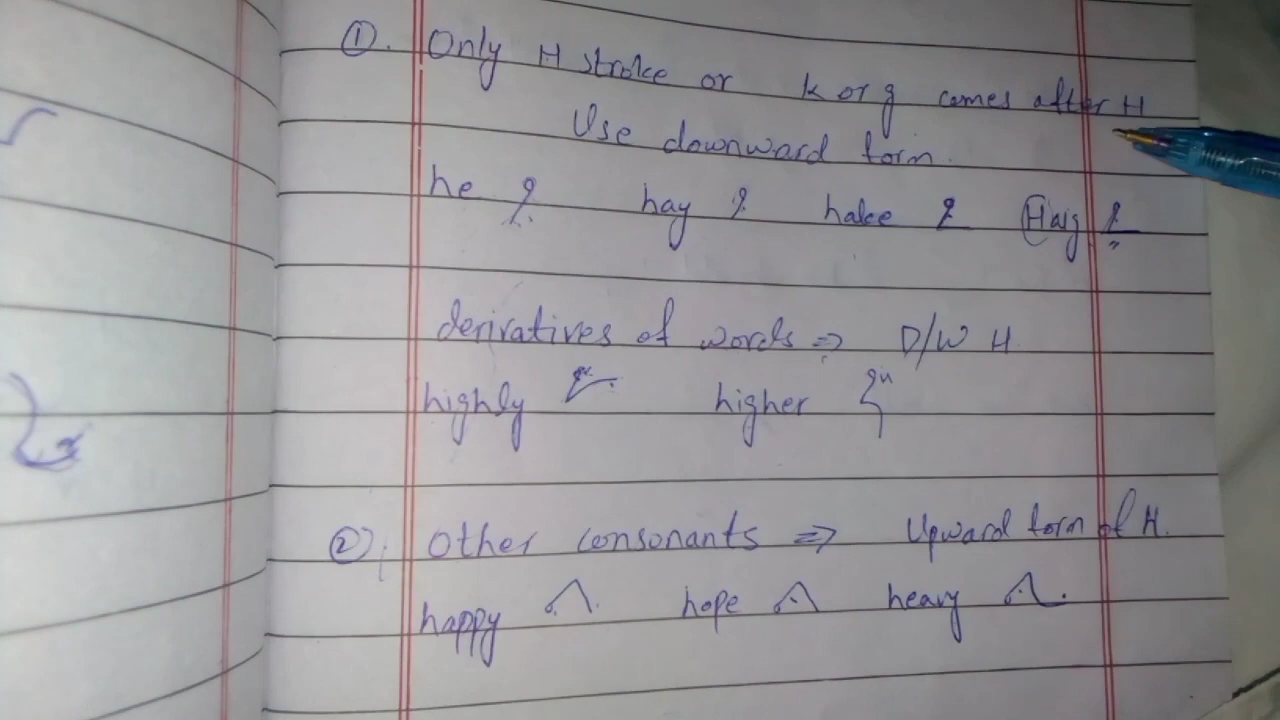 ①. Only H stroke or k or g comes after H
Use downward form.
he hay hake Haig
derivatives of words ⇒ D/W H
highly higher
②). Other consonants ⇒ Upward form of H.
happy hope heavy